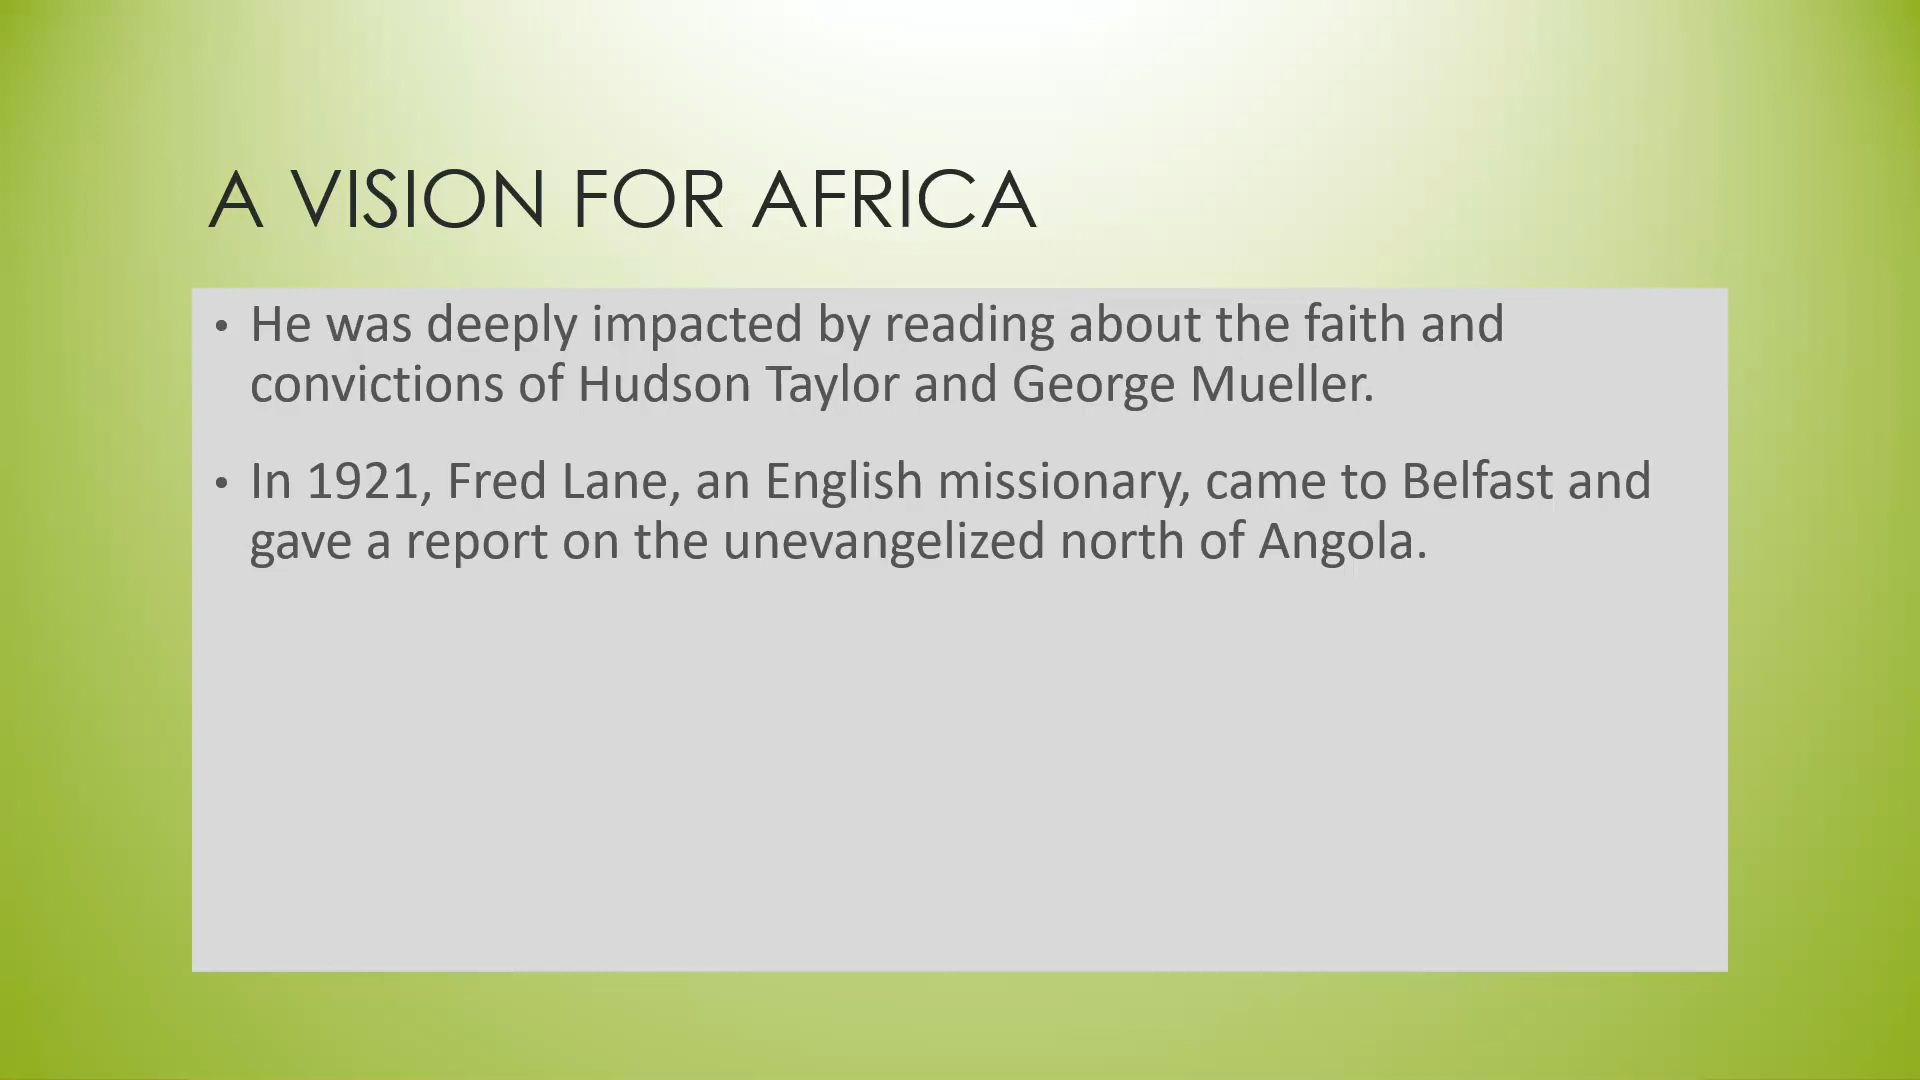 A VISION FOR AFRICA
• He was deeply impacted by reading about the faith and
convictions of Hudson Taylor and George Mueller.
• In 1921, Fred Lane, an English missionary, came to Belfast and
gave a report on the unevangelized north of Angola.